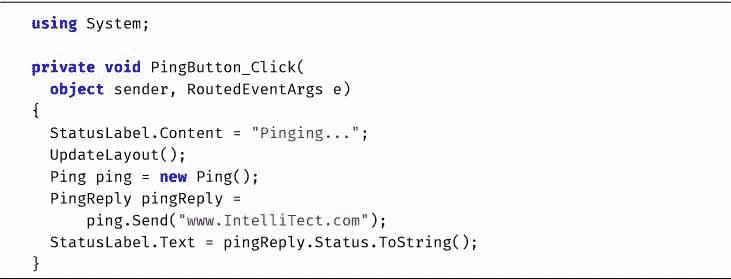 using System;
private void PingButton_Click(
object sender, RoutedEventArgs e)
{
StatusLabel.Content = "Pinging...";
UpdateLayout();
Ping ping = new Ping();
PingReply pingReply =
ping.Send("www.IntelliTect.com");
StatusLabel.Text = pingReply.Status.ToString();
}